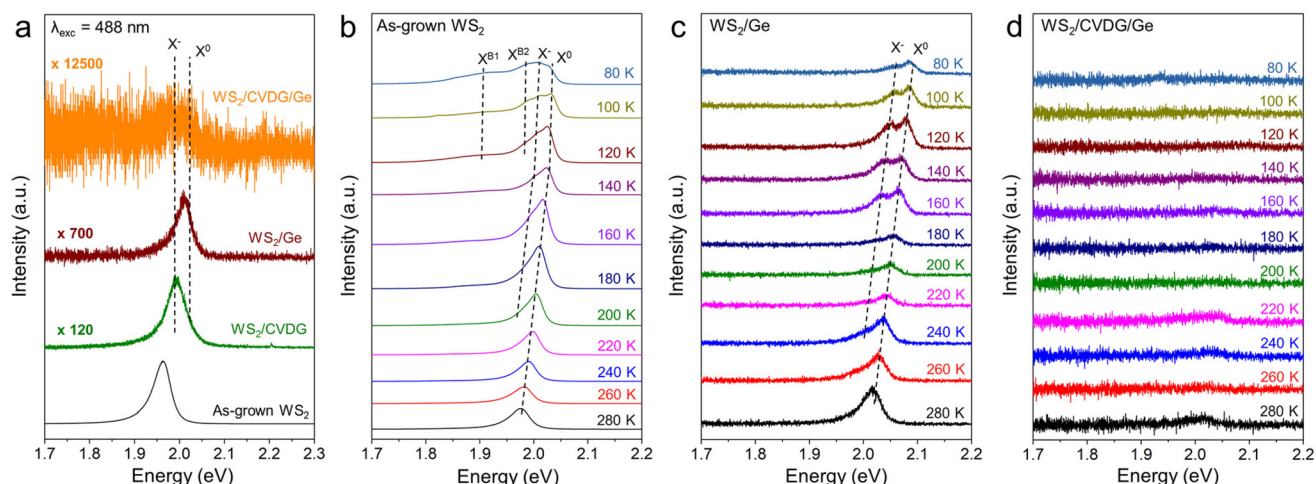 a
λexc = 488 nm
X- X0
x 12500
WS2/CVDG/Ge
x 700
WS2/Ge
x 120
WS2/CVDG
As-grown WS2
Intensity (a.u.)
1.7 1.8 1.9 2.0 2.1 2.2 2.3
Energy (eV)
b
As-grown WS2
XB1 XB2 X- X0
80 K
100 K
120 K
140 K
160 K
180 K
200 K
220 K
240 K
260 K
280 K
Intensity (a.u.)
1.7 1.8 1.9 2.0 2.1 2.2
Energy (eV)
c
WS2/Ge
X- X0
80 K
100 K
120 K
140 K
160 K
180 K
200 K
220 K
240 K
260 K
280 K
Intensity (a.u.)
1.7 1.8 1.9 2.0 2.1 2.2
Energy (eV)
d
WS2/CVDG/Ge
80 K
100 K
120 K
140 K
160 K
180 K
200 K
220 K
240 K
260 K
280 K
Intensity (a.u.)
1.7 1.8 1.9 2.0 2.1 2.2
Energy (eV)